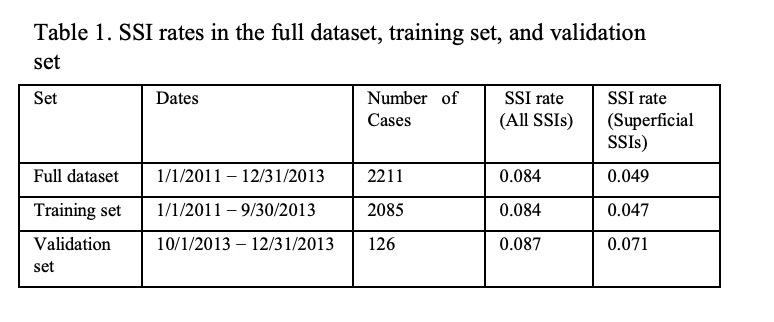 Table 1. SSI rates in the full dataset, training set, and validation
set
Set Dates Number of Cases SSI rate (All SSIs) SSI rate (Superficial SSIs)
Full dataset 1/1/2011 – 12/31/2013 2211 0.084 0.049
Training set 1/1/2011 – 9/30/2013 2085 0.084 0.047
Validation set 10/1/2013 – 12/31/2013 126 0.087 0.071